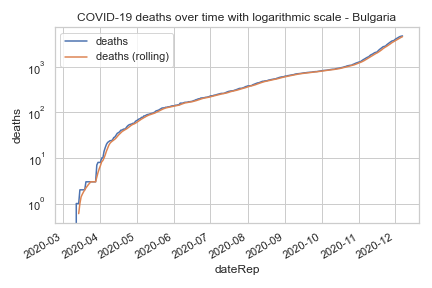 COVID-19 deaths over time with logarithmic scale - Bulgaria
deaths
deaths (rolling)
10³
10²
10¹
10⁰
deaths
2020-03
2020-04
2020-05
2020-06
2020-07
2020-08
2020-09
2020-10
2020-11
2020-12
dateRep